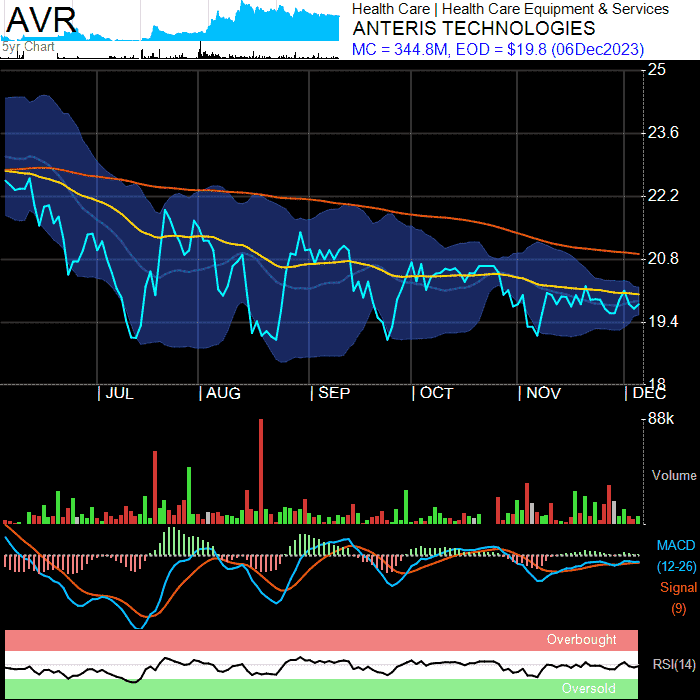 AVR
5yr Chart
Health Care | Health Care Equipment & Services
ANTERIS TECHNOLOGIES
MC = 344.8M, EOD = $19.8 (06Dec2023)
25
23.6
22.2
20.8
19.4
18
| JUL | AUG | SEP | OCT | NOV | DEC
88k
Volume
MACD
(12-26)
Signal
(9)
Overbought
RSI(14)
Oversold